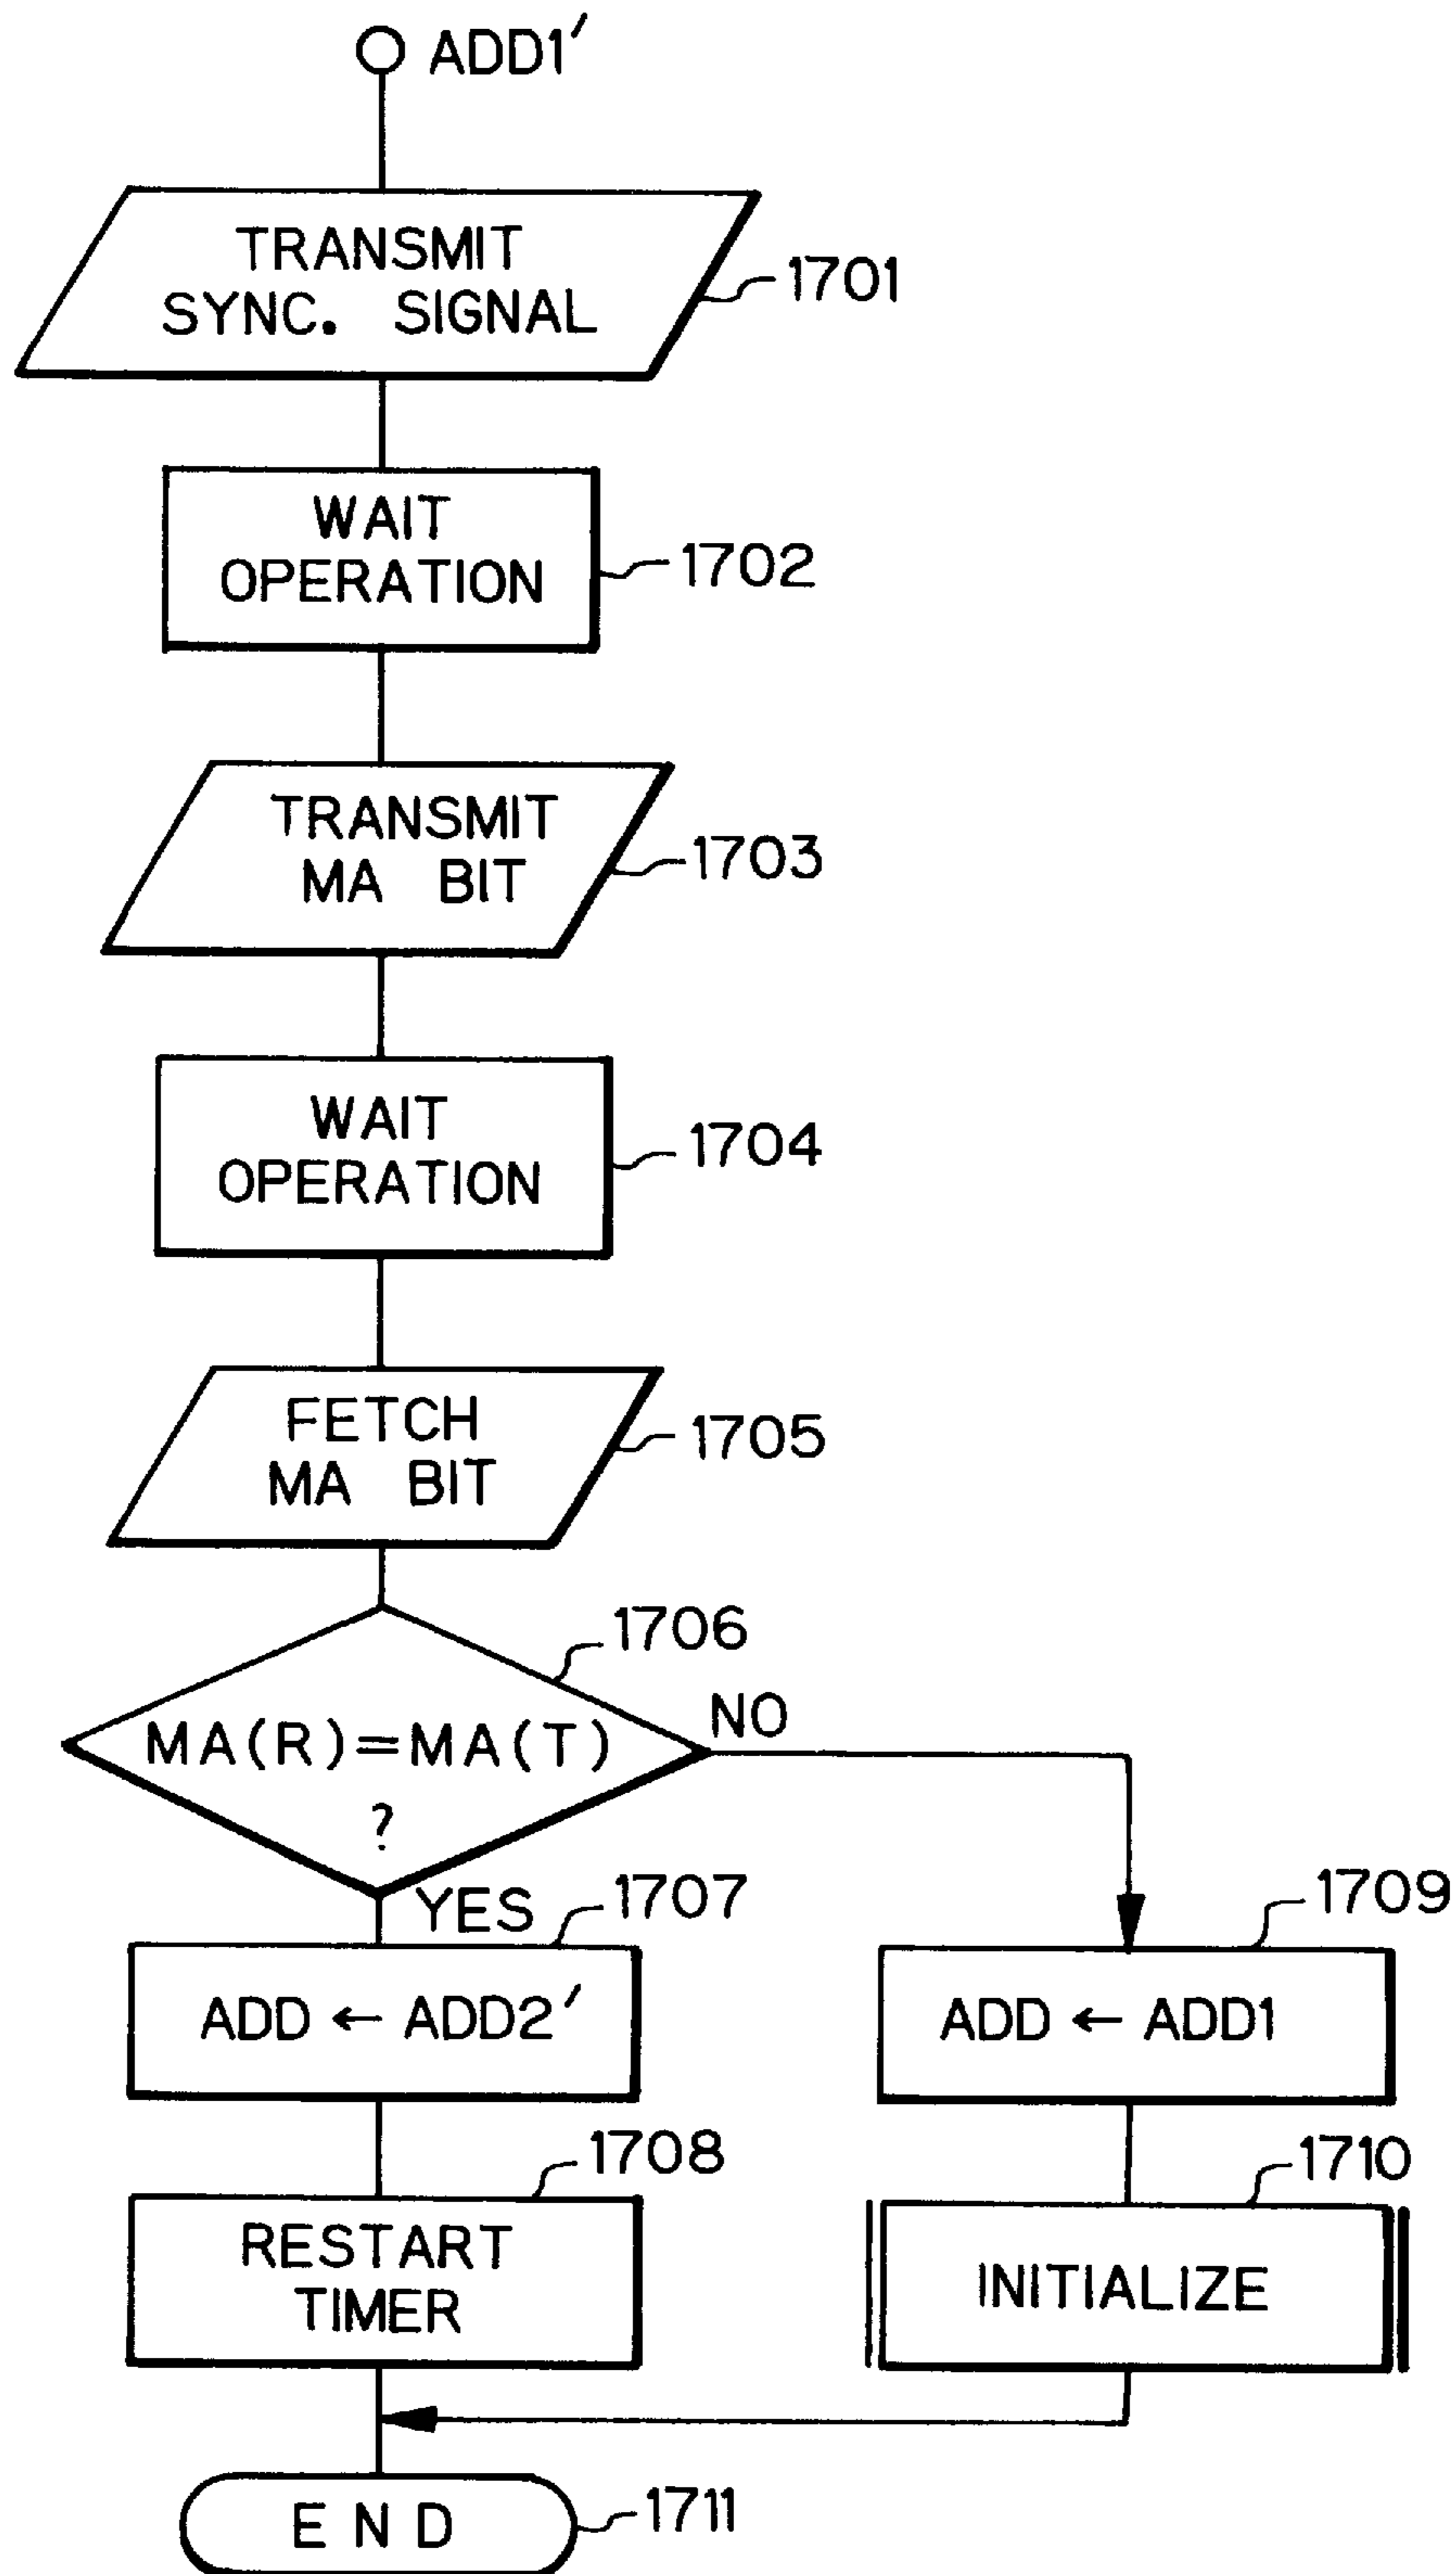 ADD1′
TRANSMIT
SYNC. SIGNAL
1701
WAIT
OPERATION
1702
TRANSMIT
MA BIT
1703
WAIT
OPERATION
1704
FETCH
MA BIT
1705
1706
MA(R)=MA(T)
?
NO
YES
1707
ADD ← ADD2′
1709
ADD ← ADD1
1708
RESTART
TIMER
1710
INITIALIZE
END
1711